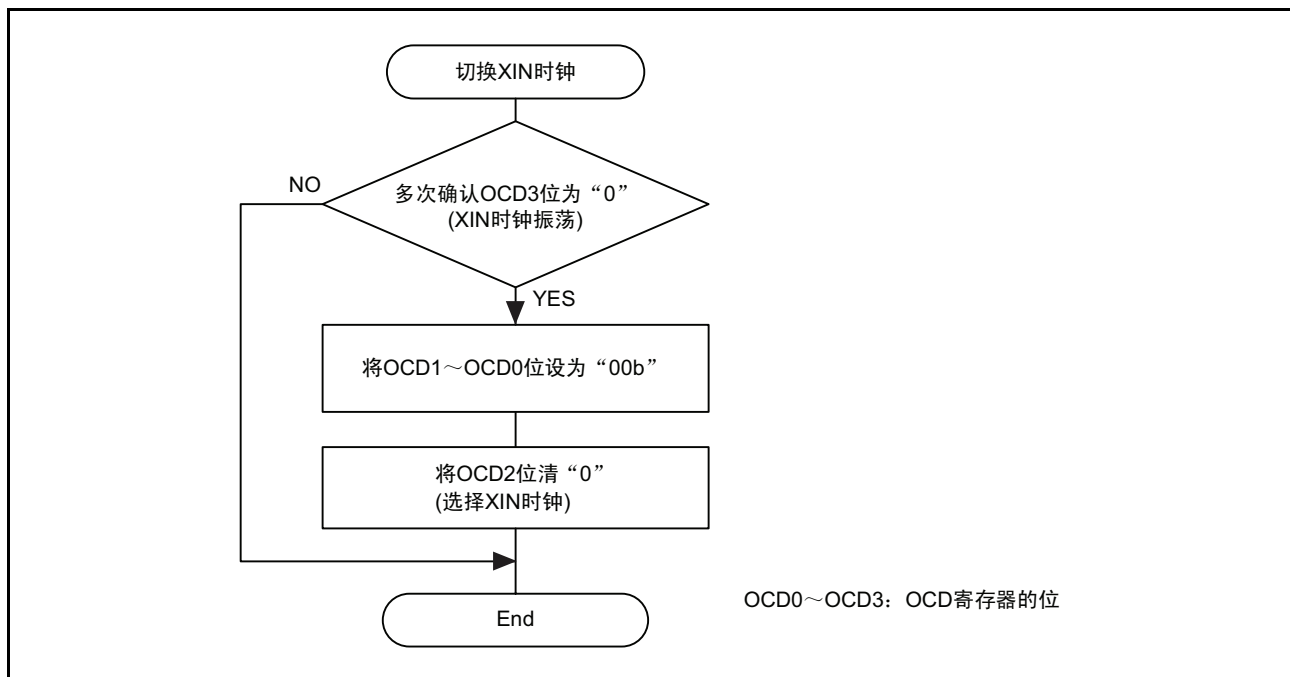 切换XIN时钟
NO
多次确认OCD3位为“0”
(XIN时钟振荡)
YES
将OCD1～OCD0位设为“00b”
将OCD2位清“0”
(选择XIN时钟)
OCD0～OCD3：OCD寄存器的位
End